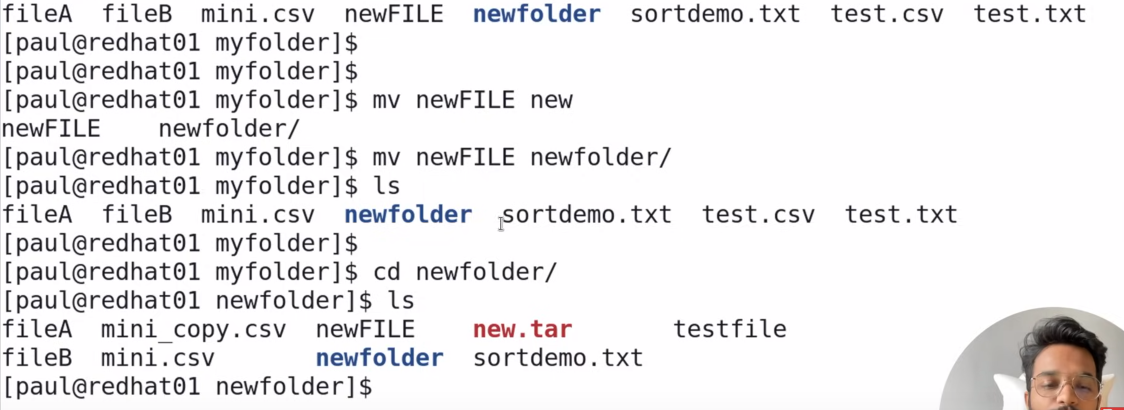 fileA  fileB  mini.csv  newFILE  newfolder  sortdemo.txt  test.csv  test.txt
[paul@redhat01 myfolder]$
[paul@redhat01 myfolder]$
[paul@redhat01 myfolder]$ mv newFILE new
newFILE    newfolder/
[paul@redhat01 myfolder]$ mv newFILE newfolder/
[paul@redhat01 myfolder]$ ls
fileA  fileB  mini.csv  newfolder  sortdemo.txt  test.csv  test.txt
[paul@redhat01 myfolder]$
[paul@redhat01 myfolder]$ cd newfolder/
[paul@redhat01 newfolder]$ ls
fileA  mini_copy.csv  newFILE    new.tar       testfile
fileB  mini.csv       newfolder  sortdemo.txt
[paul@redhat01 newfolder]$